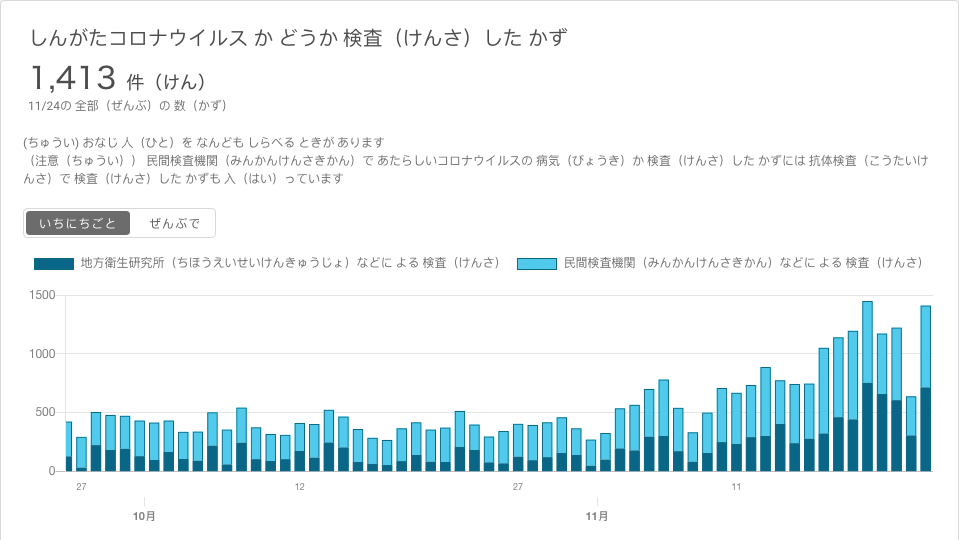 しんがたコロナウイルス か どうか 検査（けんさ）した かず
1,413 件（けん）
11/24の 全部（ぜんぶ）の 数（かず）
(ちゅうい) おなじ 人（ひと）を なんども しらべる ときが あります
（注意（ちゅうい）） 民間検査機関（みんかんけんさきかん）で あたらしいコロナウイルスの 病気（びょうき）か 検査（けんさ）した かずには 抗体検査（こうたいけ
んさ）で 検査（けんさ）した かずも 入（はい）っています
いちにちごと ぜんぶで
地方衛生研究所（ちほうえいせいけんきゅうじょ）などに よる 検査（けんさ） 民間検査機関（みんかんけんさきかん）などに よる 検査（けんさ）
1500
1000
500
0
27 12 27 11
10月 11月